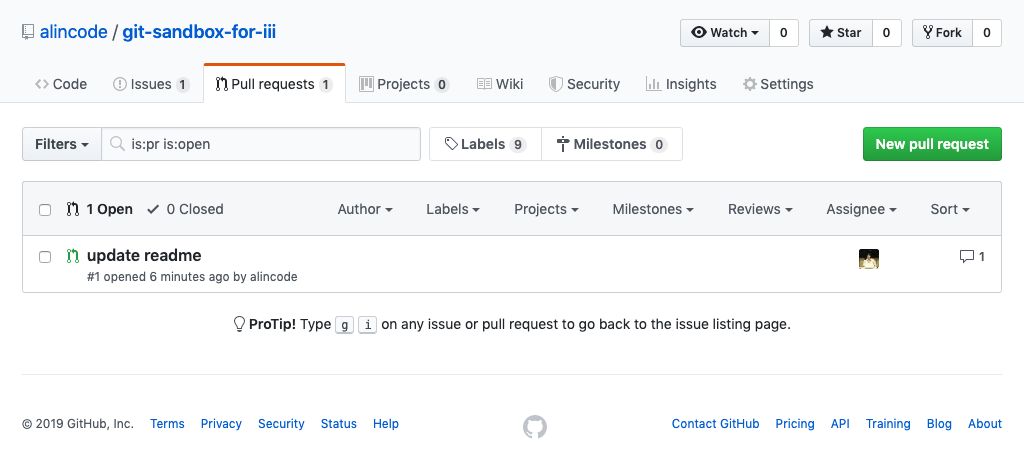 alincode / git-sandbox-for-iii
Watch 0 Star 0 Fork 0
Code Issues 1 Pull requests 1 Projects 0 Wiki Security Insights Settings
Filters is:pr is:open Labels 9 Milestones 0 New pull request
1 Open 0 Closed Author Labels Projects Milestones Reviews Assignee Sort
update readme 1
#1 opened 6 minutes ago by alincode
ProTip! Type g i on any issue or pull request to go back to the issue listing page.
© 2019 GitHub, Inc. Terms Privacy Security Status Help Contact GitHub Pricing API Training Blog About